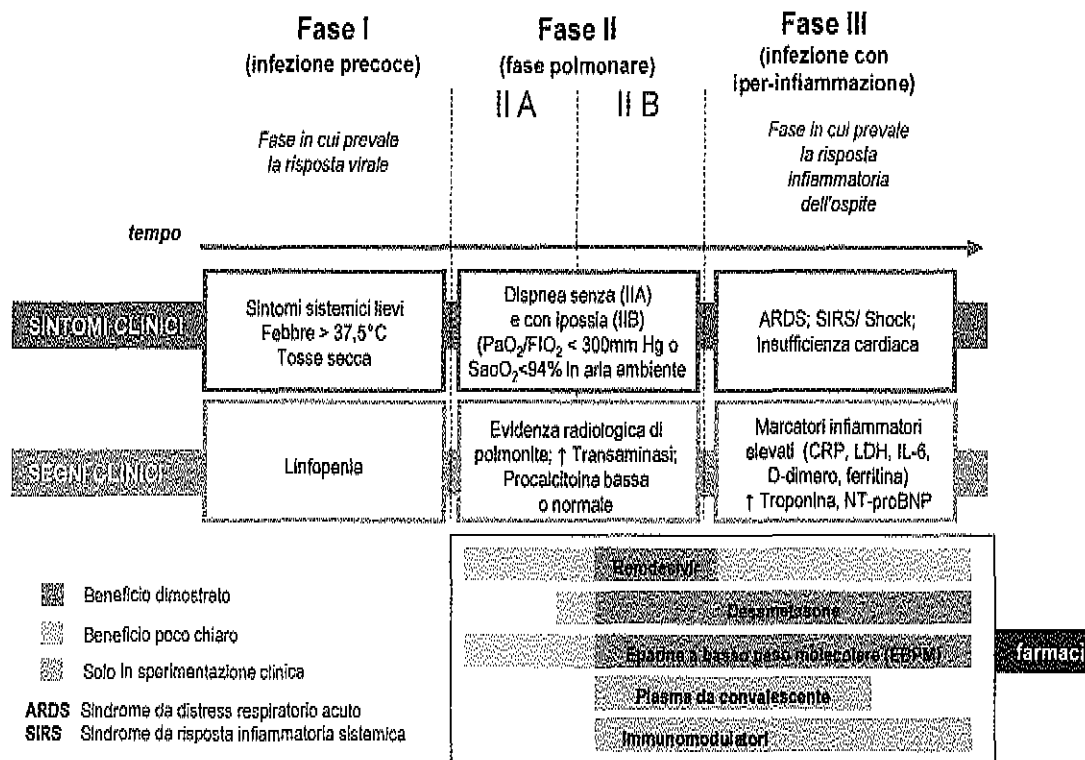 Fase I
(infezione precoce)
Fase II
(fase polmonare)
Fase III
(infezione con
iper-infiammazione)
II A
II B
Fase in cui prevale
la risposta virale
Fase in cui prevale
la risposta
infiammatoria
dell'ospite
tempo
SINTOMI CLINICI
Sintomi sistemici lievi
Febbre > 37,5°C
Tosse secca
Dispnea senza (IIA)
e con ipossia (IIB)
(PaO2/FiO2 < 300mm Hg o
SaoO2<94% in aria ambiente
ARDS; SIRS/ Shock;
Insufficienza cardiaca
SEGNI CLINICI
Linfopenia
Evidenza radiologica di
polmonite; ↑ Transaminasi;
Procalcitoina bassa
o normale
Marcatori infiammatori
elevati (CRP, LDH, IL-6,
D-dimero, ferritina)
↑ Troponina, NT-proBNP
Beneficio dimostrato
Beneficio poco chiaro
Solo in sperimentazione clinica
ARDS Sindrome da distress respiratorio acuto
SIRS Sindrome da risposta infiammatoria sistemica
Remdesivir
Desametasone
Eparine a basso peso molecolare (EBPM)
Plasma da convalescente
Immunomodulatori
farmaci